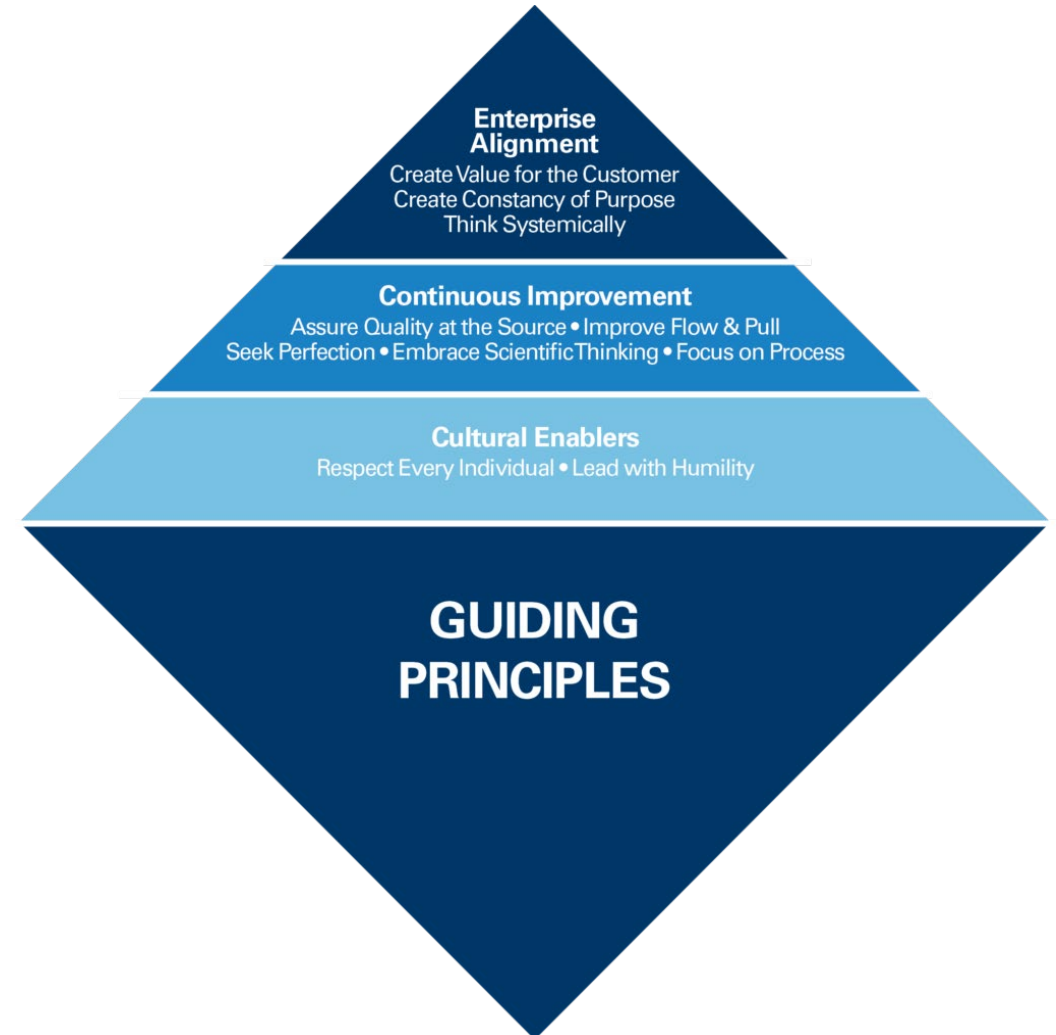 Enterprise
Alignment
Create Value for the Customer
Create Constancy of Purpose
Think Systemically
Continuous Improvement
Assure Quality at the Source • Improve Flow & Pull
Seek Perfection • Embrace Scientific Thinking • Focus on Process
Cultural Enablers
Respect Every Individual • Lead with Humility
GUIDING
PRINCIPLES